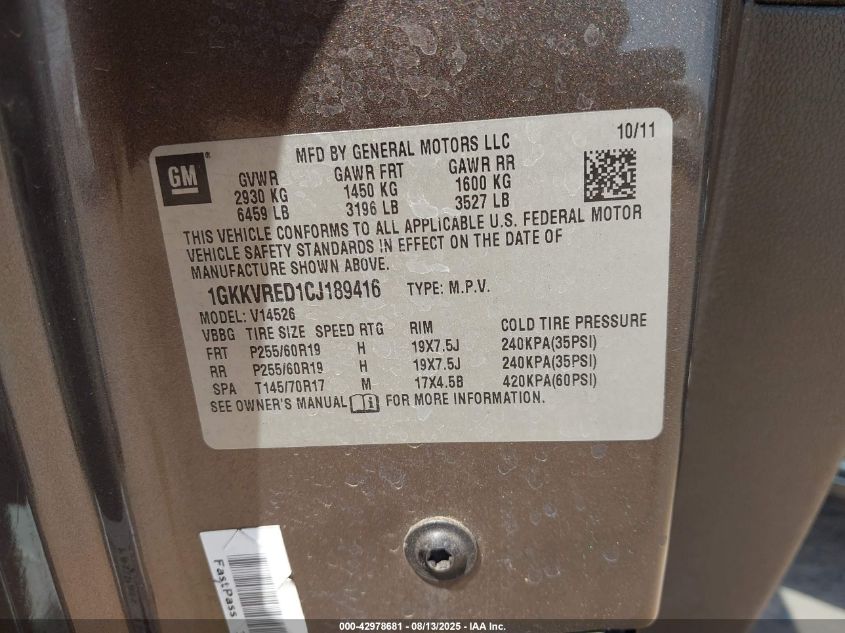 10/11
MFD BY GENERAL MOTORS LLC
GM
GVWR GAWR FRT GAWR RR
2930 KG 1450 KG 1600 KG
6459 LB 3196 LB 3527 LB
THIS VEHICLE CONFORMS TO ALL APPLICABLE U.S. FEDERAL MOTOR
VEHICLE SAFETY STANDARDS IN EFFECT ON THE DATE OF
MANUFACTURE SHOWN ABOVE.
1GKKVRED1CJ189416 TYPE: M.P.V.
MODEL: V14526
VBBG TIRE SIZE SPEED RTG RIM COLD TIRE PRESSURE
FRT P255/60R19 H 19X7.5J 240KPA(35PSI)
RR P255/60R19 H 19X7.5J 240KPA(35PSI)
SPA T145/70R17 M 17X4.5B 420KPA(60PSI)
SEE OWNER'S MANUAL FOR MORE INFORMATION.
FastPass
000-42978681 - 08/13/2025 - IAA Inc.